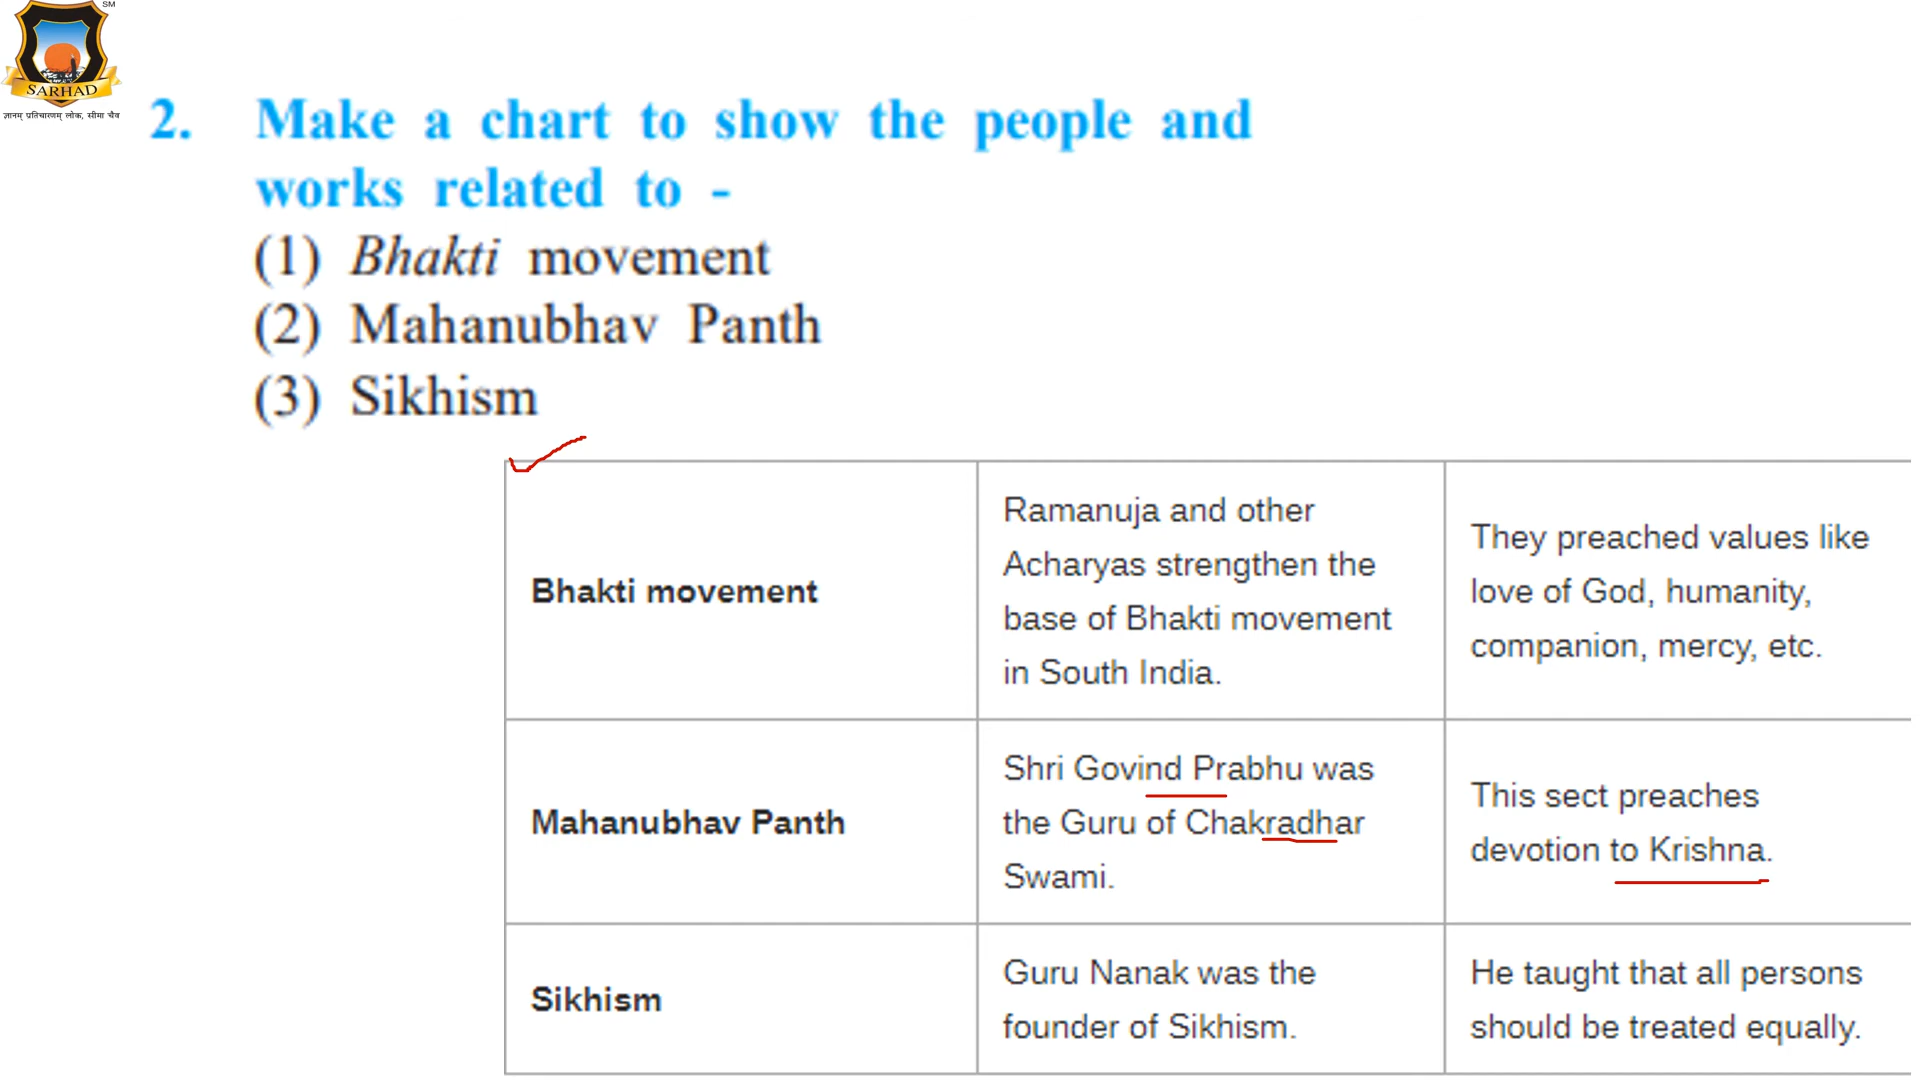 SM
SARHAD
ज्ञानम् प्रतिचारणम् लोक, सीमा चैव
2. Make a chart to show the people and
works related to -
(1) Bhakti movement
(2) Mahanubhav Panth
(3) Sikhism
Bhakti movement
Ramanuja and other
Acharyas strengthen the
base of Bhakti movement
in South India.
They preached values like
love of God, humanity,
companion, mercy, etc.
Mahanubhav Panth
Shri Govind Prabhu was
the Guru of Chakradhar
Swami.
This sect preaches
devotion to Krishna.
Sikhism
Guru Nanak was the
founder of Sikhism.
He taught that all persons
should be treated equally.